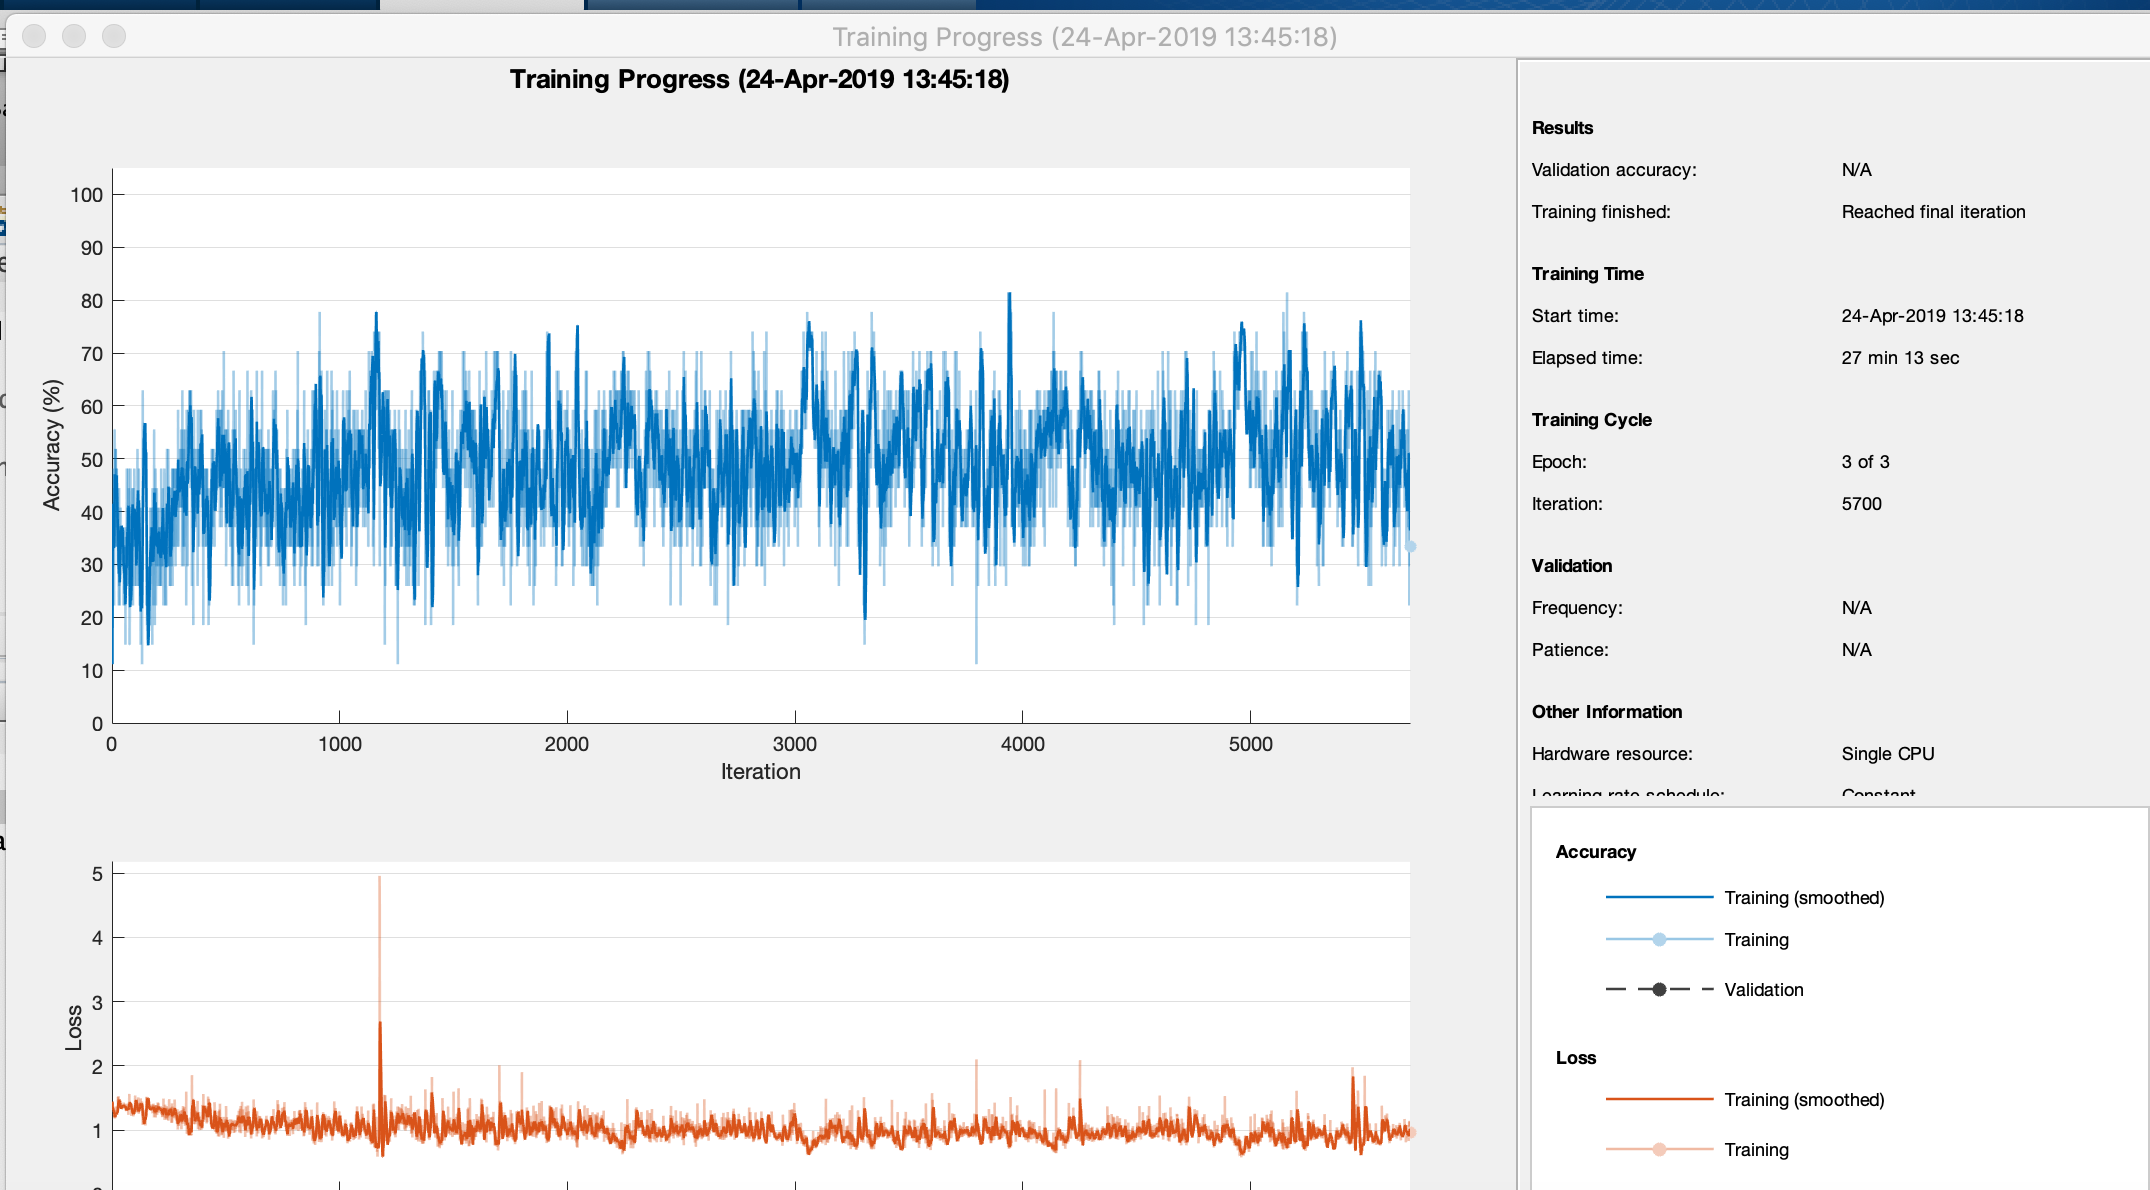 Training Progress (24-Apr-2019 13:45:18)
Training Progress (24-Apr-2019 13:45:18)
100
90
80
70
60
50
40
30
20
10
0
Accuracy (%)
0 1000 2000 3000 4000 5000
Iteration
5
4
3
2
1
Loss
Results
Validation accuracy: N/A
Training finished: Reached final iteration
Training Time
Start time: 24-Apr-2019 13:45:18
Elapsed time: 27 min 13 sec
Training Cycle
Epoch: 3 of 3
Iteration: 5700
Validation
Frequency: N/A
Patience: N/A
Other Information
Hardware resource: Single CPU
Learning rate schedule: Constant
Accuracy
Training (smoothed)
Training
Validation
Loss
Training (smoothed)
Training